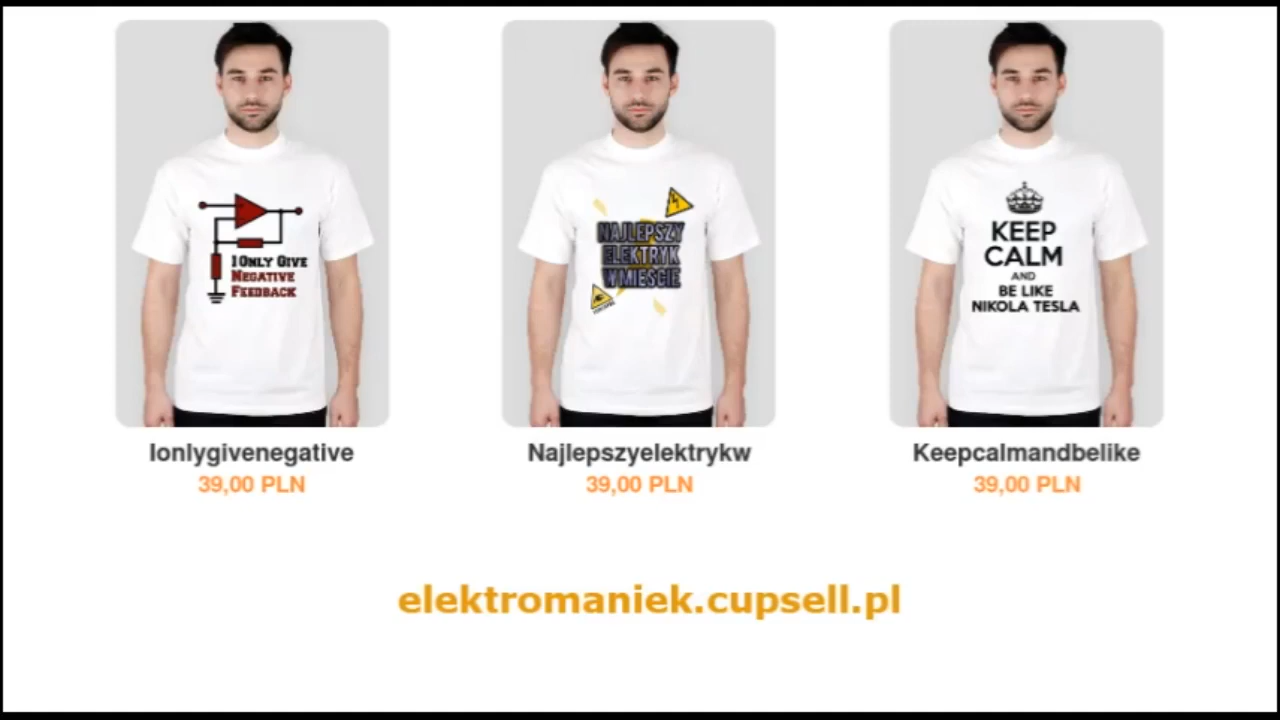 I ONLY GIVE
NEGATIVE
FEEDBACK
NAJLEPSZY
ELEKTRYK
W MIEŚCIE
KEEP
CALM
AND
BE LIKE
NIKOLA TESLA
Ionlygivenegative
Najlepszyelektrykw
Keepcalmandbelike
39,00 PLN
39,00 PLN
39,00 PLN
elektromaniek.cupsell.pl